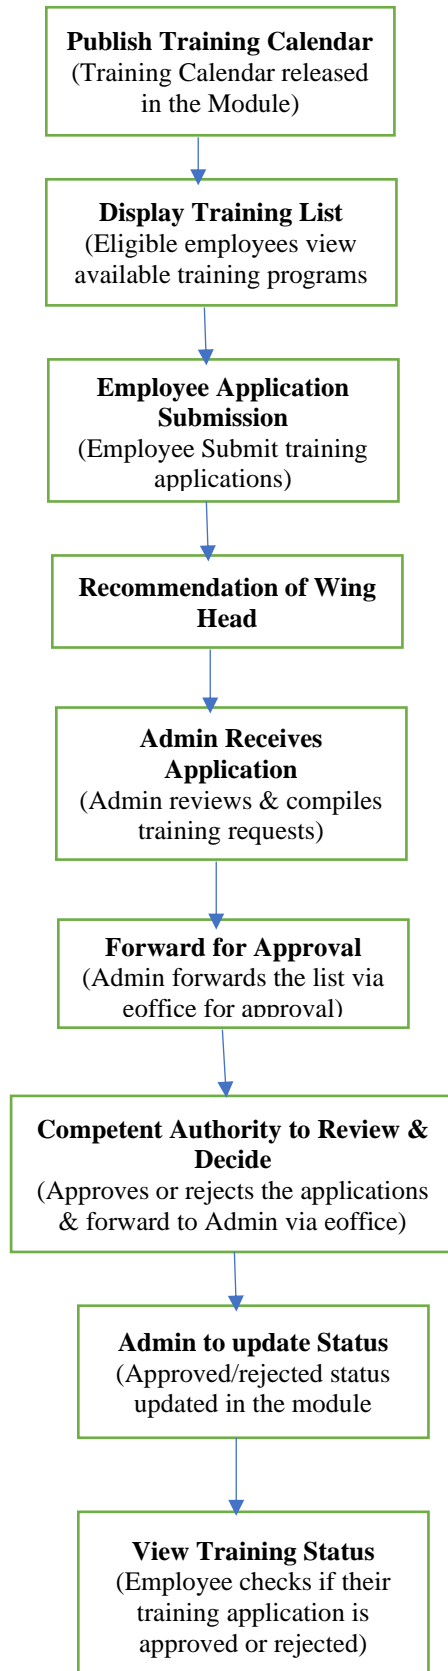 Publish Training Calendar
(Training Calendar released
in the Module)
Display Training List
(Eligible employees view
available training programs
Employee Application
Submission
(Employee Submit training
applications)
Recommendation of Wing
Head
Admin Receives
Application
(Admin reviews & compiles
training requests)
Forward for Approval
(Admin forwards the list via
eoffice for approval)
Competent Authority to Review &
Decide
(Approves or rejects the applications
& forward to Admin via eoffice)
Admin to update Status
(Approved/rejected status
updated in the module
View Training Status
(Employee checks if their
training application is
approved or rejected)